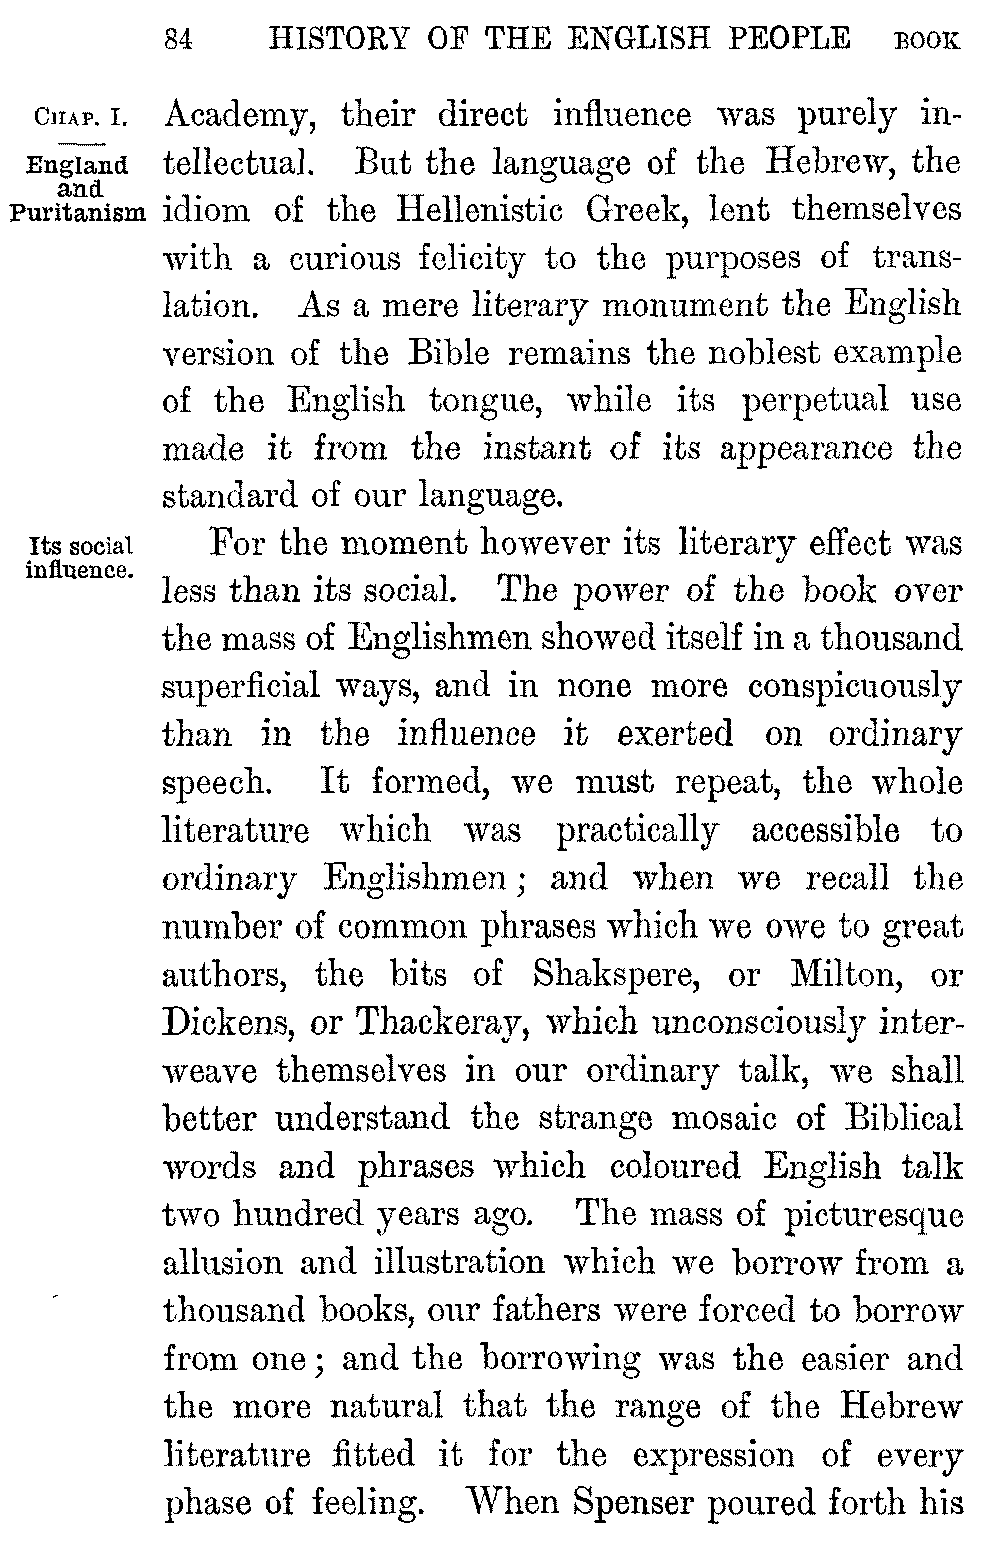 84 HISTORY OF THE ENGLISH PEOPLE BOOK
CHAP. I.
England
and
Puritanism
Academy, their direct influence was purely in-
tellectual. But the language of the Hebrew, the
idiom of the Hellenistic Greek, lent themselves
with a curious felicity to the purposes of trans-
lation. As a mere literary monument the English
version of the Bible remains the noblest example
of the English tongue, while its perpetual use
made it from the instant of its appearance the
standard of our language.
Its social
influence.
For the moment however its literary effect was
less than its social. The power of the book over
the mass of Englishmen showed itself in a thousand
superficial ways, and in none more conspicuously
than in the influence it exerted on ordinary
speech. It formed, we must repeat, the whole
literature which was practically accessible to
ordinary Englishmen ; and when we recall the
number of common phrases which we owe to great
authors, the bits of Shakspere, or Milton, or
Dickens, or Thackeray, which unconsciously inter-
weave themselves in our ordinary talk, we shall
better understand the strange mosaic of Biblical
words and phrases which coloured English talk
two hundred years ago. The mass of picturesque
allusion and illustration which we borrow from a
thousand books, our fathers were forced to borrow
from one ; and the borrowing was the easier and
the more natural that the range of the Hebrew
literature fitted it for the expression of every
phase of feeling. When Spenser poured forth his